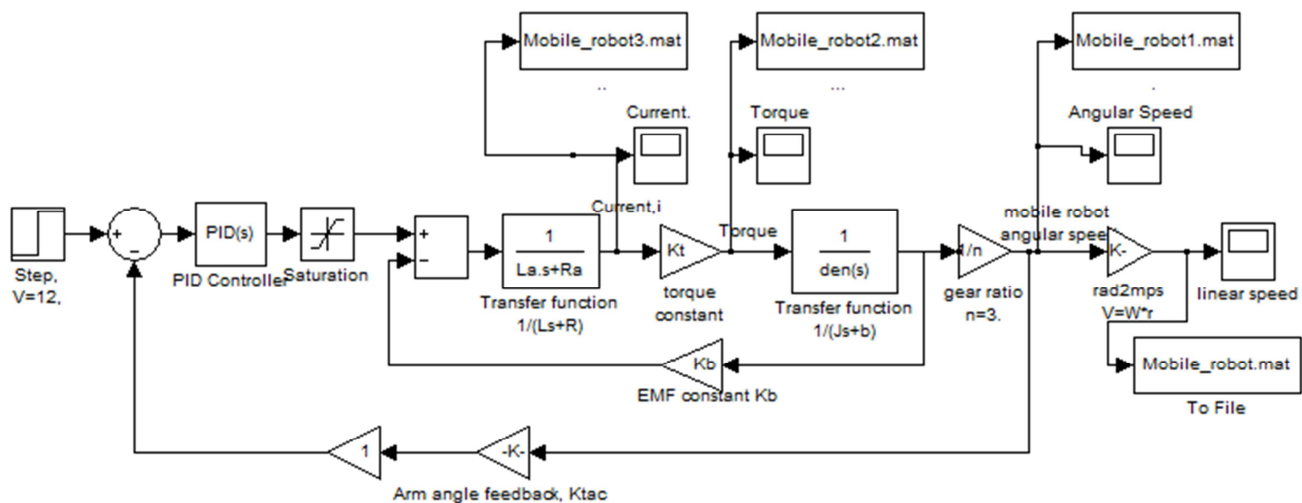 Mobile_robot3.mat
Mobile_robot2.mat
Mobile_robot1.mat
..
...
.
Current.
Torque
Angular Speed
Step,
V=12,
+
−
PID(s)
PID Controller
Saturation
+
−
1
La.s+Ra
Transfer function
1/(Ls+R)
Current,i
Kt
torque
constant
Torque
1
den(s)
Transfer function
1/(Js+b)
1/n
gear ratio
n=3.
mobile robot
angular speed
K-
rad2mps
V=W*r
linear speed
Kb
EMF constant Kb
Mobile_robot.mat
To File
1
-K-
Arm angle feedback, Ktac